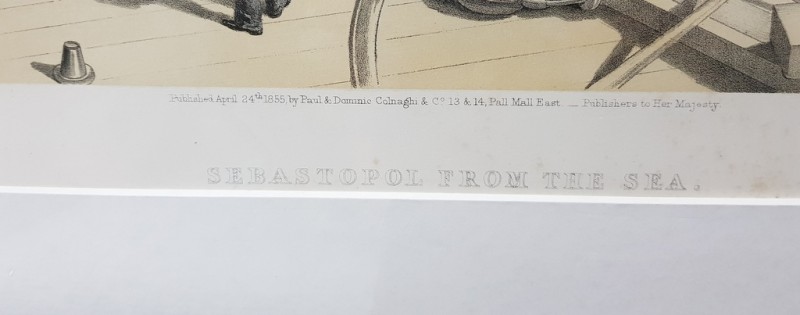 Published April 24th 1855, by Paul & Dominic Colnaghi & Co. 13 & 14, Pall Mall East __ Publishers to Her Majesty.
SEBASTOPOL FROM THE SEA.